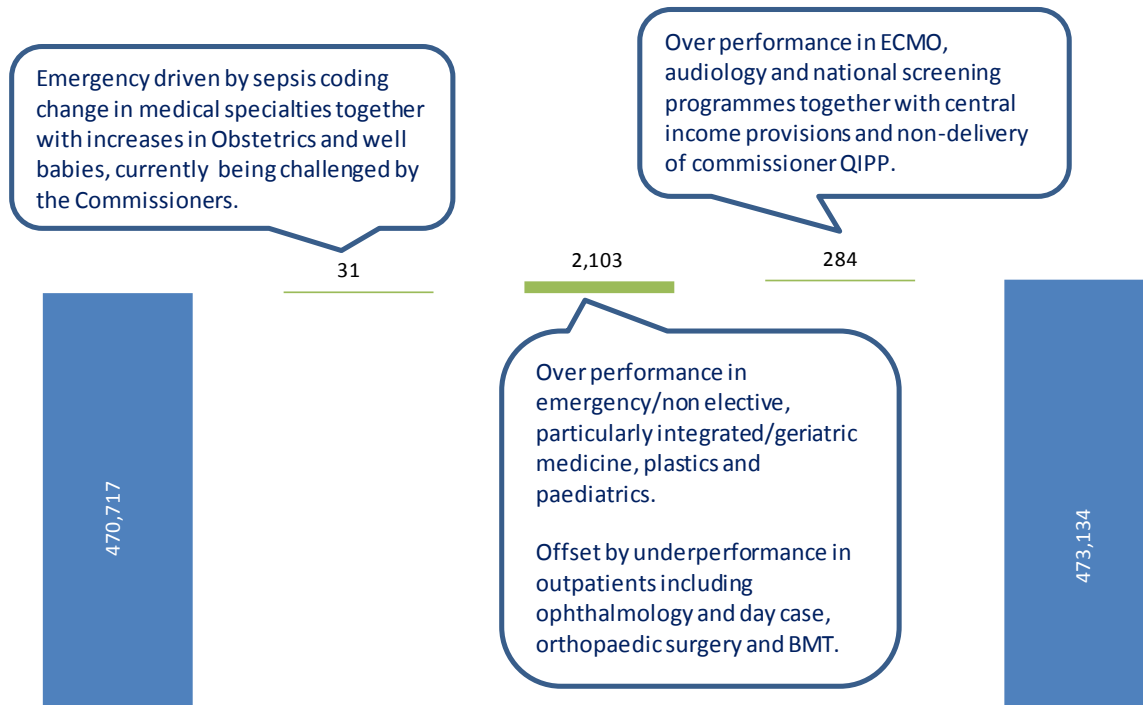 Emergency driven by sepsis coding
change in medical specialties together
with increases in Obstetrics and well
babies, currently being challenged by
the Commissioners.
Over performance in ECMO,
audiology and national screening
programmes together with central
income provisions and non-delivery
of commissioner QIPP.
31
2,103
284
470,717
Over performance in
emergency/non elective,
particularly integrated/geriatric
medicine, plastics and
paediatrics.
Offset by underperformance in
outpatients including
ophthalmology and day case,
orthopaedic surgery and BMT.
473,134